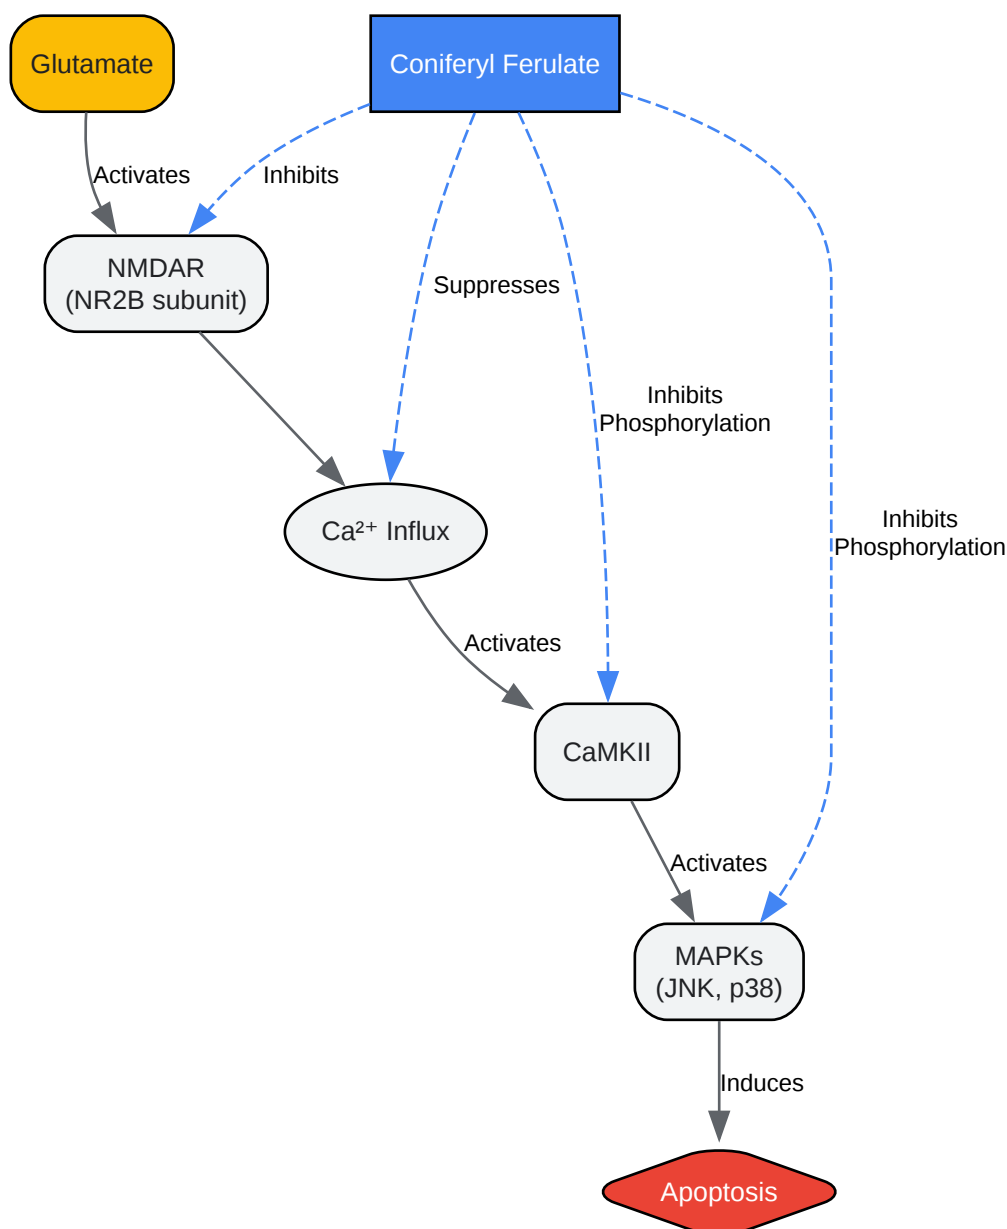 Glutamate
Coniferyl Ferulate
Activates
Inhibits
NMDAR
(NR2B subunit)
Suppresses
Inhibits
Phosphorylation
Inhibits
Phosphorylation
Ca²⁺ Influx
Activates
CaMKII
Activates
MAPKs
(JNK, p38)
Induces
Apoptosis